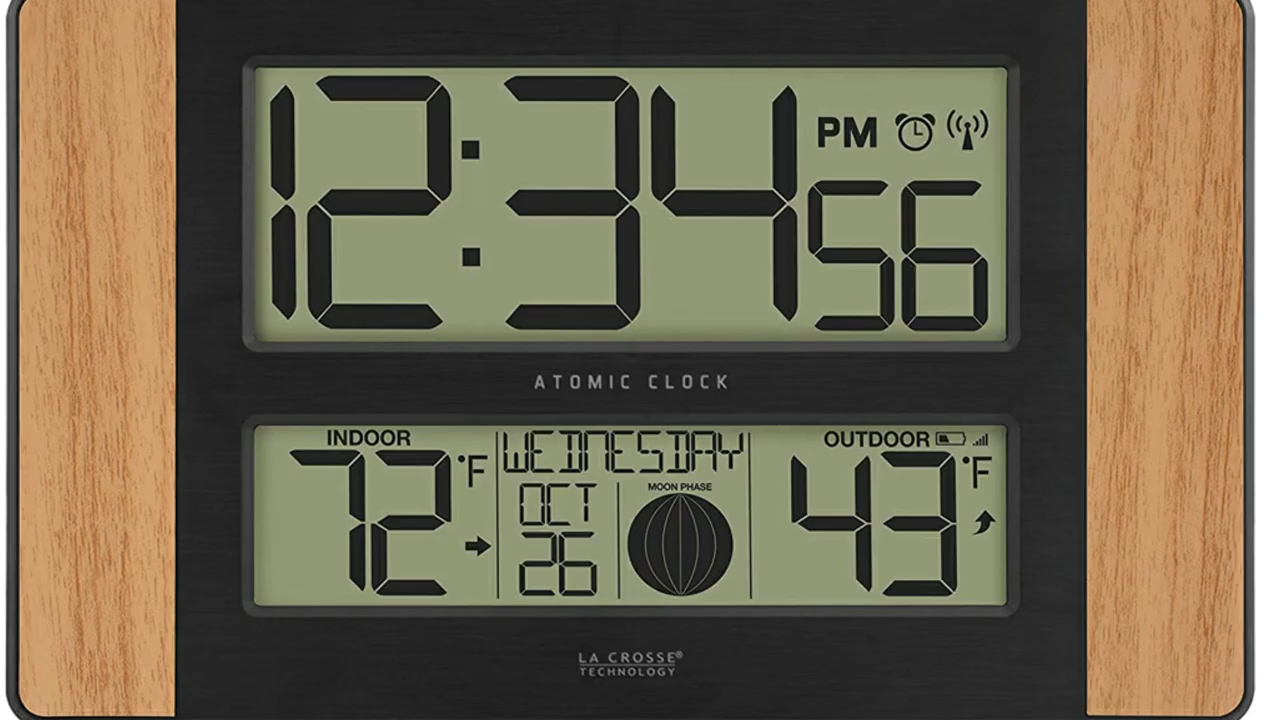 12:34 56 PM
ATOMIC CLOCK
INDOOR
72°F
WEDNESDAY
OCT
26
MOON PHASE
OUTDOOR
43°F
LA CROSSE®
TECHNOLOGY